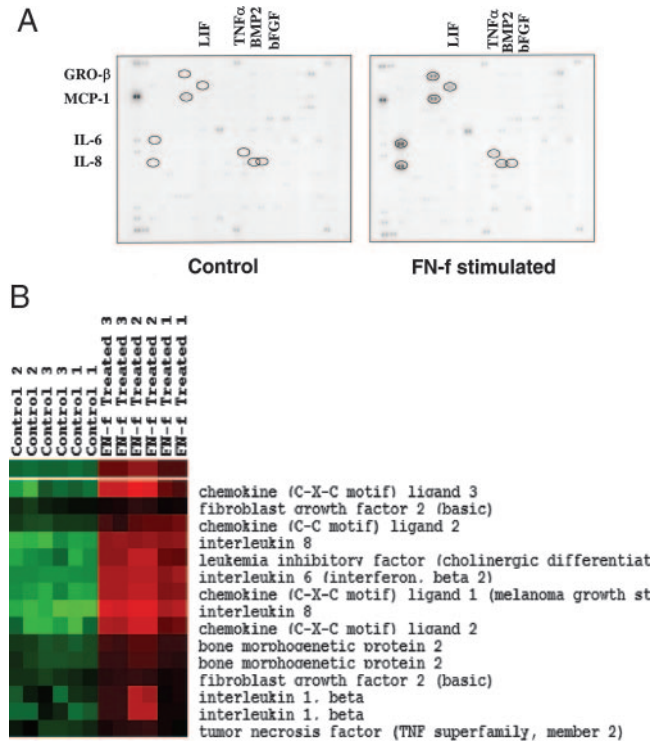 A
LIF
TNFα
BMP2
bFGF
LIF
TNFα
BMP2
bFGF
GRO-β
MCP-1
IL-6
IL-8
Control
FN-f stimulated
B
Control 2
Control 2
Control 3
Control 3
Control 1
Control 1
FN-f Treated 3
FN-f Treated 3
FN-f Treated 2
FN-f Treated 2
FN-f Treated 1
FN-f Treated 1
chemokine (C-X-C motif) ligand 3
fibroblast growth factor 2 (basic)
chemokine (C-C motif) ligand 2
interleukin 8
leukemia inhibitory factor (cholinergic differentiat
interleukin 6 (interferon, beta 2)
chemokine (C-X-C motif) ligand 1 (melanoma growth st
interleukin 8
chemokine (C-X-C motif) ligand 2
bone morphogenetic protein 2
bone morphogenetic protein 2
fibroblast growth factor 2 (basic)
interleukin 1, beta
interleukin 1, beta
tumor necrosis factor (TNF superfamily, member 2)